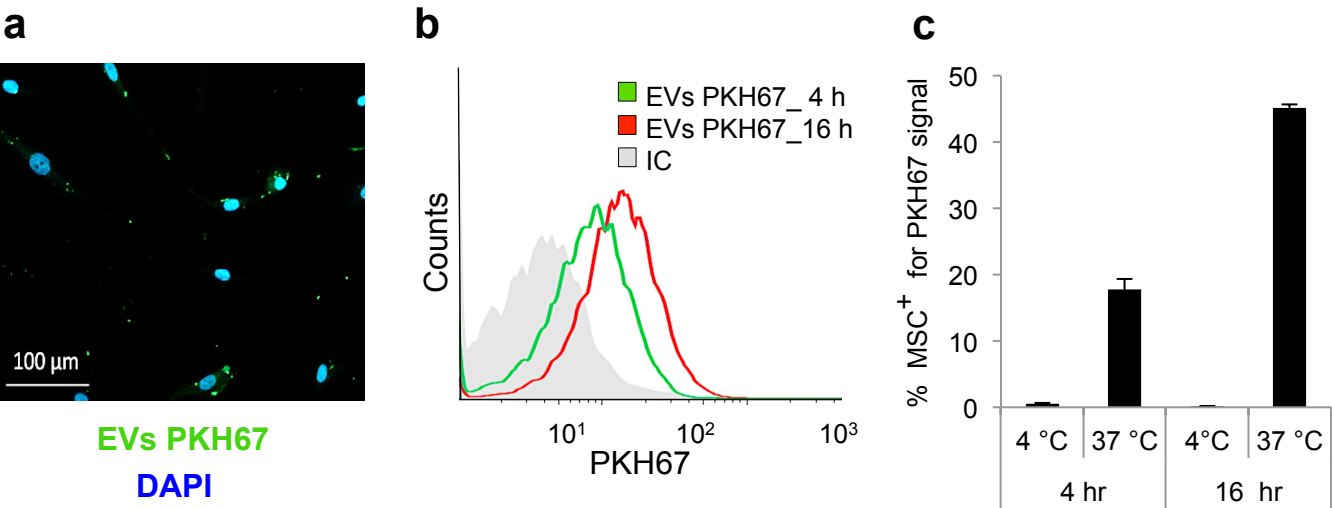 a
100 µm
EVs PKH67
DAPI
b
EVs PKH67_ 4 h
EVs PKH67_16 h
IC
Counts
10¹ 10² 10³
PKH67
c
% MSC⁺ for PKH67 signal
50
40
30
20
10
0
4 °C 37 °C 4°C 37 °C
4 hr 16 hr